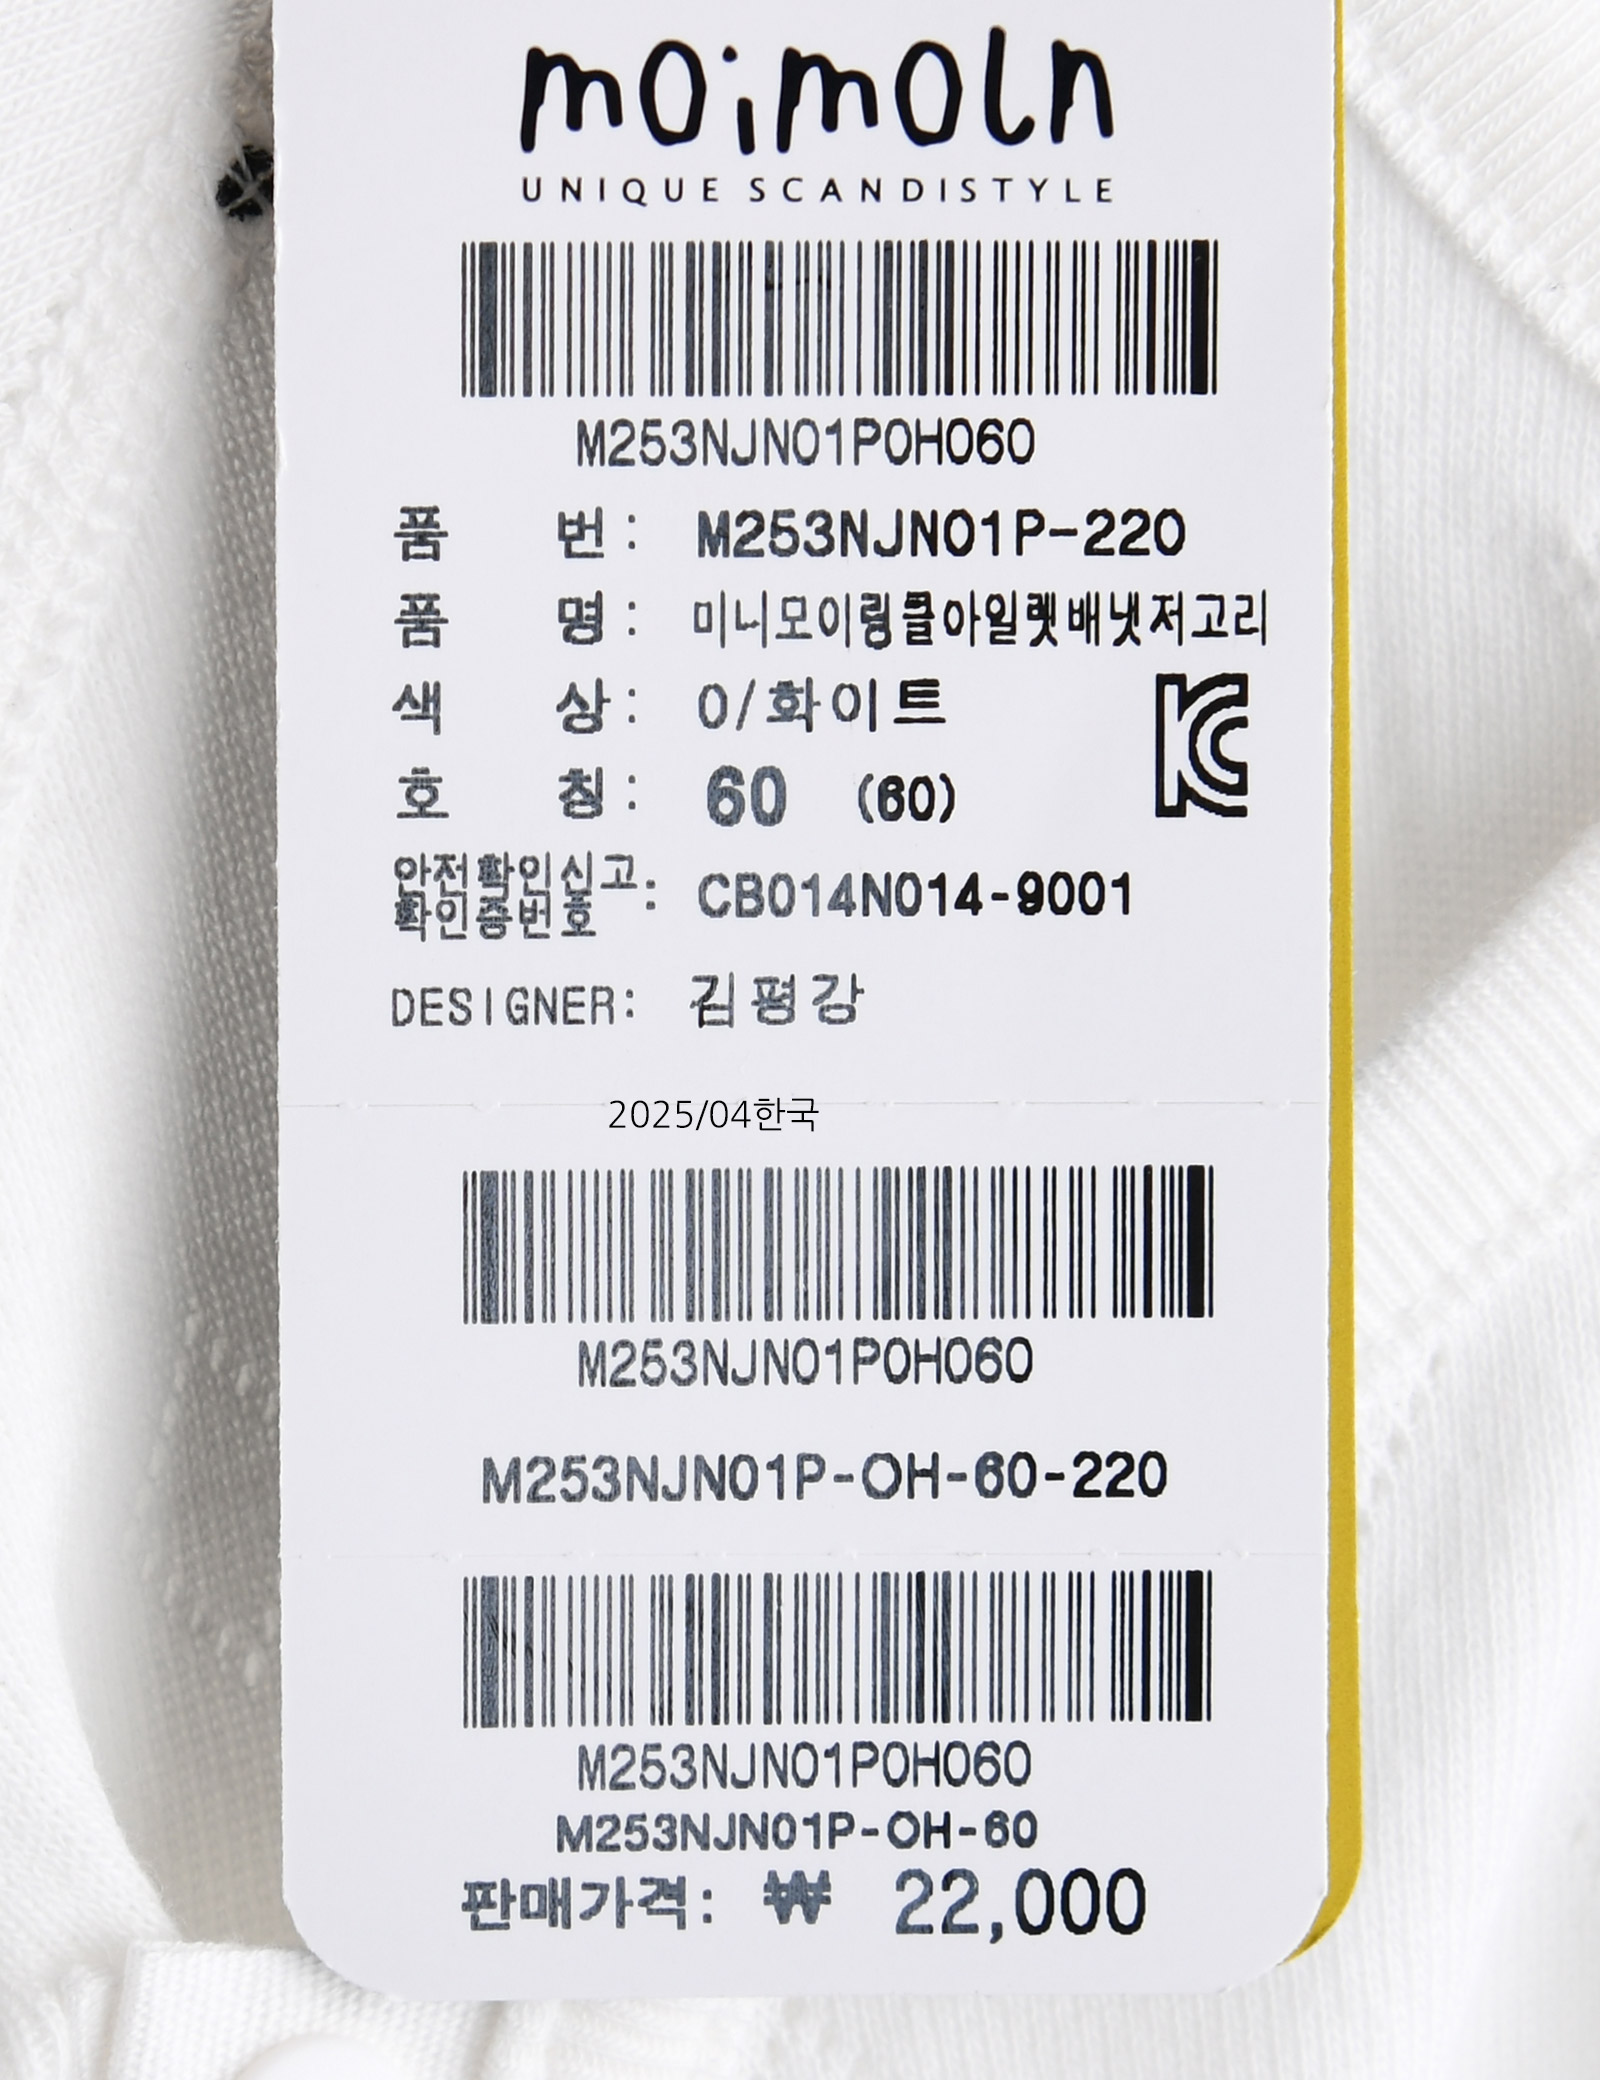 moimoln
UNIQUE SCANDISTYLE
M253NJN01P0H060
품 번 : M253NJN01P-220
품 명 : 미니모이링클아일렛배냇저고리
색 상 : 0/화이트
호 칭 : 60 (60)
안전확인신고
확인증번호 : CB014N014-9001
DESIGNER: 김평강
2025/04한국
M253NJN01P0H060
M253NJN01P-OH-60-220
M253NJN01P0H060
M253NJN01P-OH-60
판매가격: ₩ 22,000